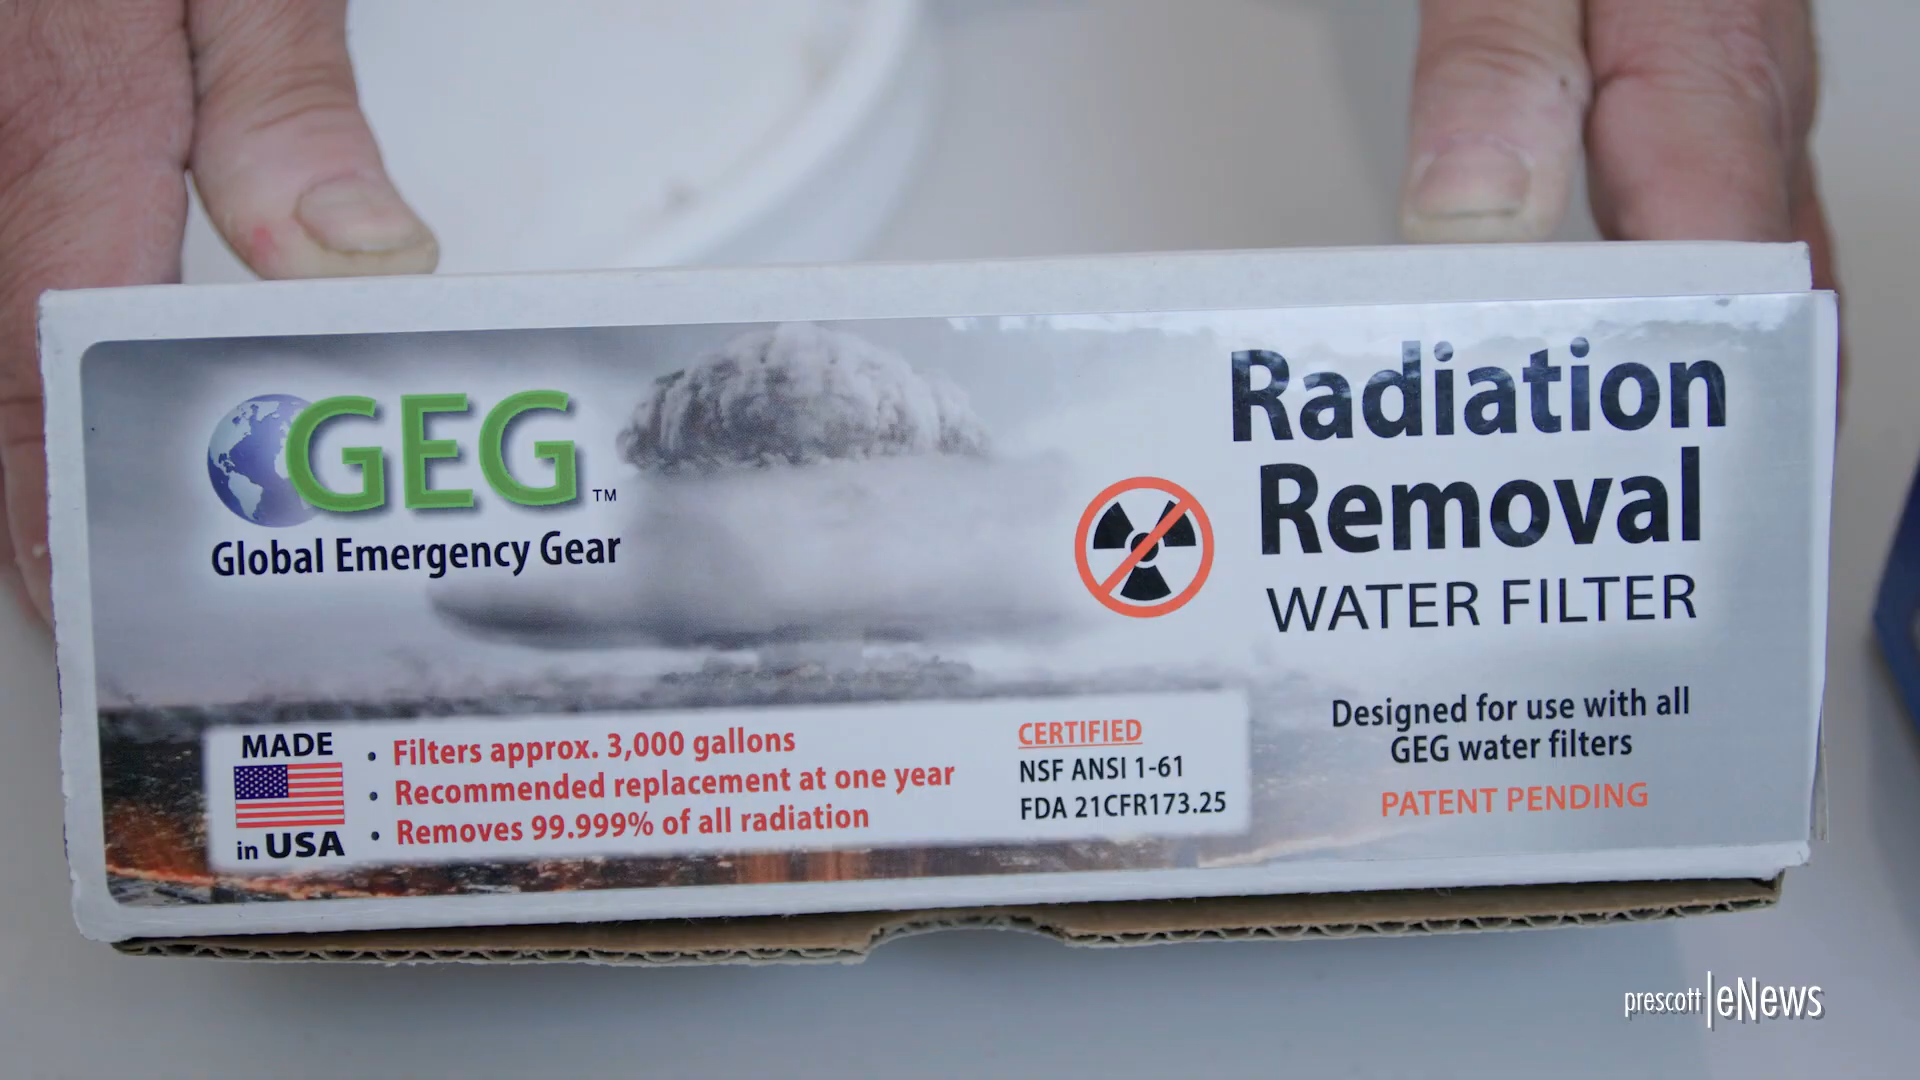 GEG™
Global Emergency Gear
Radiation
Removal
WATER FILTER
MADE
in USA
• Filters approx. 3,000 gallons
• Recommended replacement at one year
• Removes 99.999% of all radiation
CERTIFIED
NSF ANSI 1-61
FDA 21CFR173.25
Designed for use with all
GEG water filters
PATENT PENDING
prescott|eNews